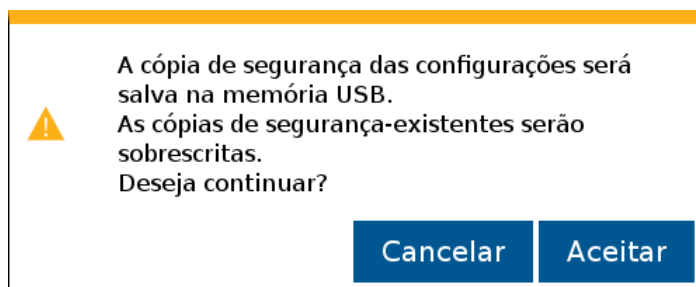 A cópia de segurança das configurações será
salva na memória USB.
As cópias de segurança-existentes serão
sobrescritas.
Deseja continuar?
Cancelar
Aceitar